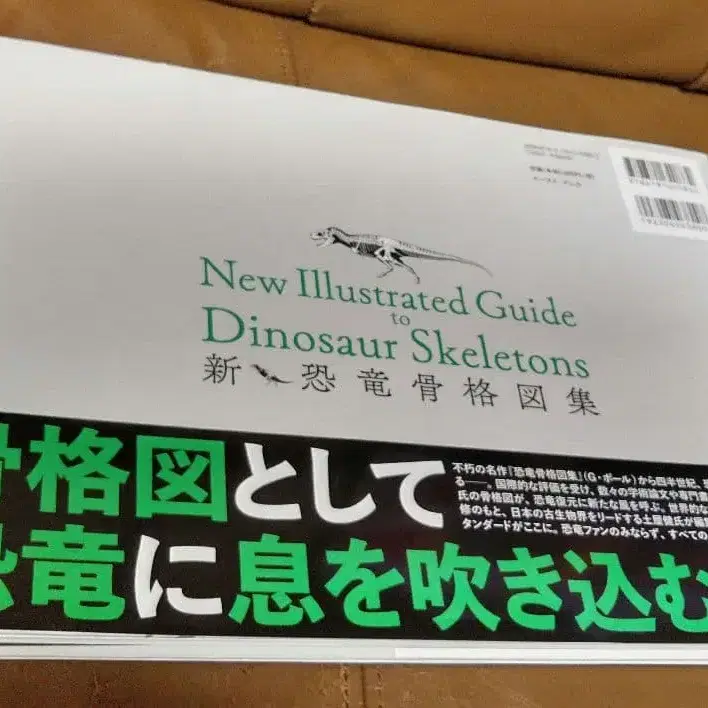 New Illustrated Guide
to
Dinosaur Skeletons
新恐竜骨格図集
骨格図として
恐竜に息を吹き込む
不朽の名作『恐竜骨格図集』(G・ポール)から四半世紀、
る――。国際的な評価を受け、数々の学術論文や専門書
氏の骨格図が、恐竜復元に新たな風を呼ぶ。世界的な
修のもと、日本の古生物界をリードする土屋健氏が編
タンダードがここに。恐竜ファンのみならず、すべての